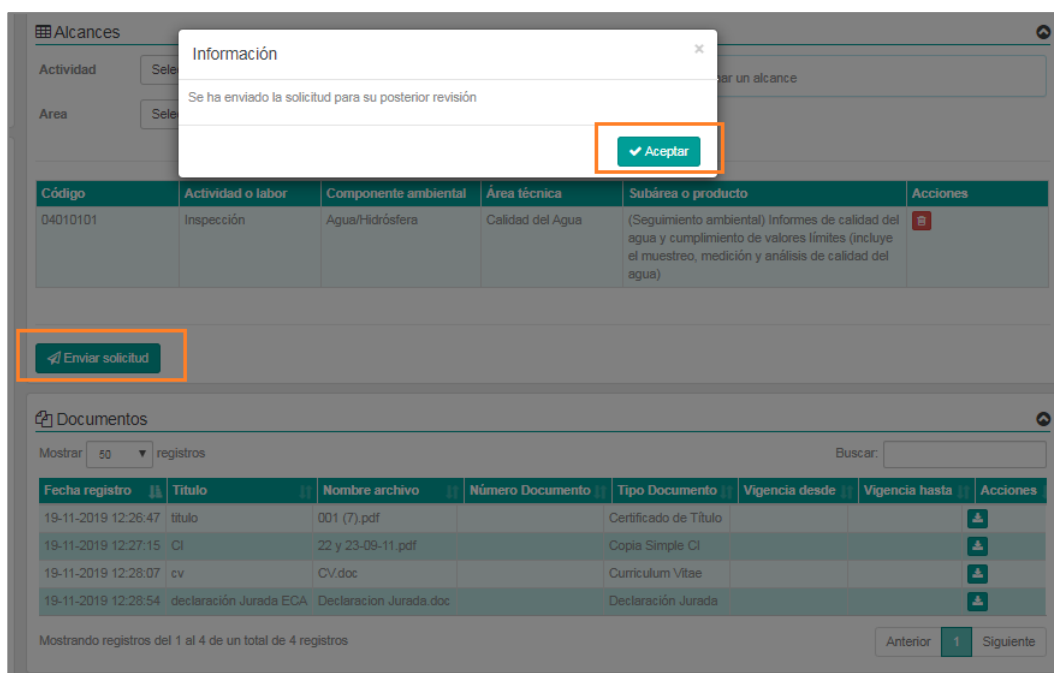 Alcances
Información
×
Actividad
Sele
ar un alcance
Se ha enviado la solicitud para su posterior revisión
Area
Sele
Aceptar
Código Actividad o labor Componente ambiental Área técnica Subárea o producto Acciones
04010101 Inspección Agua/Hidrósfera Calidad del Agua (Seguimiento ambiental) Informes de calidad del
agua y cumplimiento de valores límites (incluye
el muestreo, medición y análisis de calidad del
agua)
Enviar solicitud
Documentos
Mostrar 50 registros Buscar:
Fecha registro Titulo Nombre archivo Número Documento Tipo Documento Vigencia desde Vigencia hasta Acciones
19-11-2019 12:26:47 titulo 001 (7).pdf Certificado de Título
19-11-2019 12:27:15 CI 22 y 23-09-11.pdf Copia Simple CI
19-11-2019 12:28:07 cv CV.doc Curriculum Vitae
19-11-2019 12:28:54 declaración Jurada ECA Declaracion Jurada.doc Declaración Jurada
Mostrando registros del 1 al 4 de un total de 4 registros Anterior 1 Siguiente